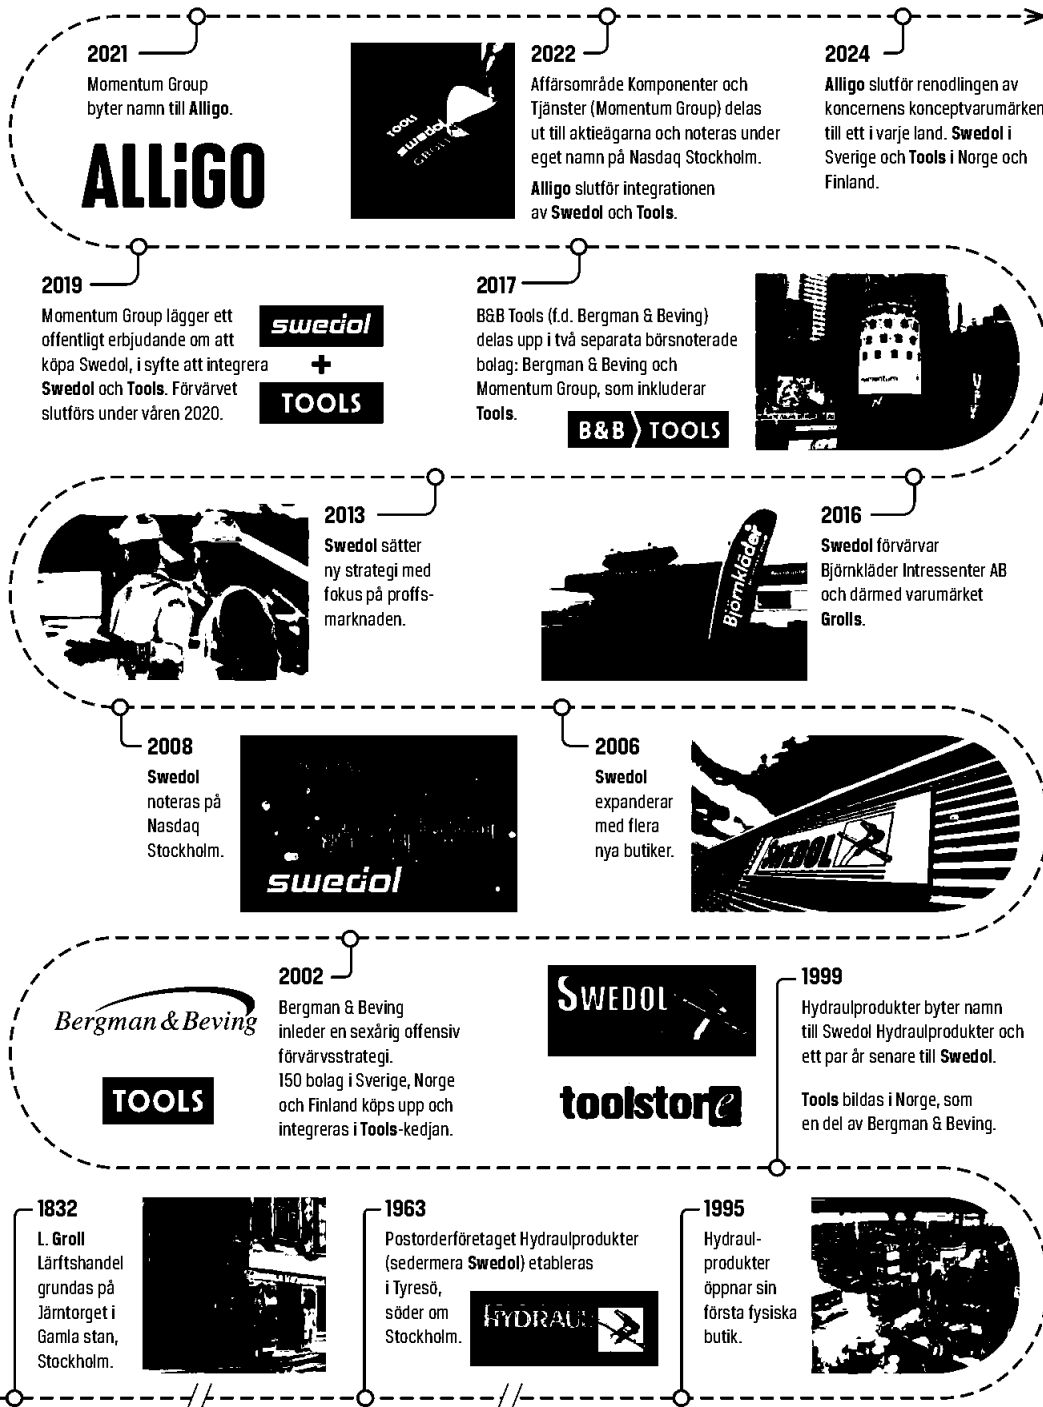 2021
Momentum Group
byter namn till Alligo.
ALLiGO
TOOLS
swedol
GROLLS
2022
Affärsområde Komponenter och
Tjänster (Momentum Group) delas
ut till aktieägarna och noteras under
eget namn på Nasdaq Stockholm.
Alligo slutför integrationen
av Swedol och Tools.
2024
Alligo slutför renodlingen av
koncernens konceptvarumärken
till ett i varje land. Swedol i
Sverige och Tools i Norge och
Finland.
2019
Momentum Group lägger ett
offentligt erbjudande om att
köpa Swedol, i syfte att integrera
Swedol och Tools. Förvärvet
slutförs under våren 2020.
swedol
+
TOOLS
2017
B&B Tools (f.d. Bergman & Beving)
delas upp i två separata börsnoterade
bolag: Bergman & Beving och
Momentum Group, som inkluderar
Tools.
B&B TOOLS
momentum
2013
Swedol sätter
ny strategi med
fokus på proffs-
marknaden.
Björnkläder
2016
Swedol förvärvar
Björnkläder Intressenter AB
och därmed varumärket
Grolls.
2008
Swedol
noteras på
Nasdaq
Stockholm.
swedol
2006
Swedol
expanderar
med flera
nya butiker.
SWEDOL
Bergman & Beving
TOOLS
2002
Bergman & Beving
inleder en sexårig offensiv
förvärvsstrategi.
150 bolag i Sverige, Norge
och Finland köps upp och
integreras i Tools-kedjan.
SWEDOL
toolstore
1999
Hydraulprodukter byter namn
till Swedol Hydraulprodukter och
ett par år senare till Swedol.
Tools bildas i Norge, som
en del av Bergman & Beving.
1832
L. Groll
Lärftshandel
grundas på
Järntorget i
Gamla stan,
Stockholm.
1963
Postorderföretaget Hydraulprodukter
(sedermera Swedol) etableras
i Tyresö,
söder om
Stockholm.
HYDRAUL
1995
Hydraul-
produkter
öppnar sin
första fysiska
butik.